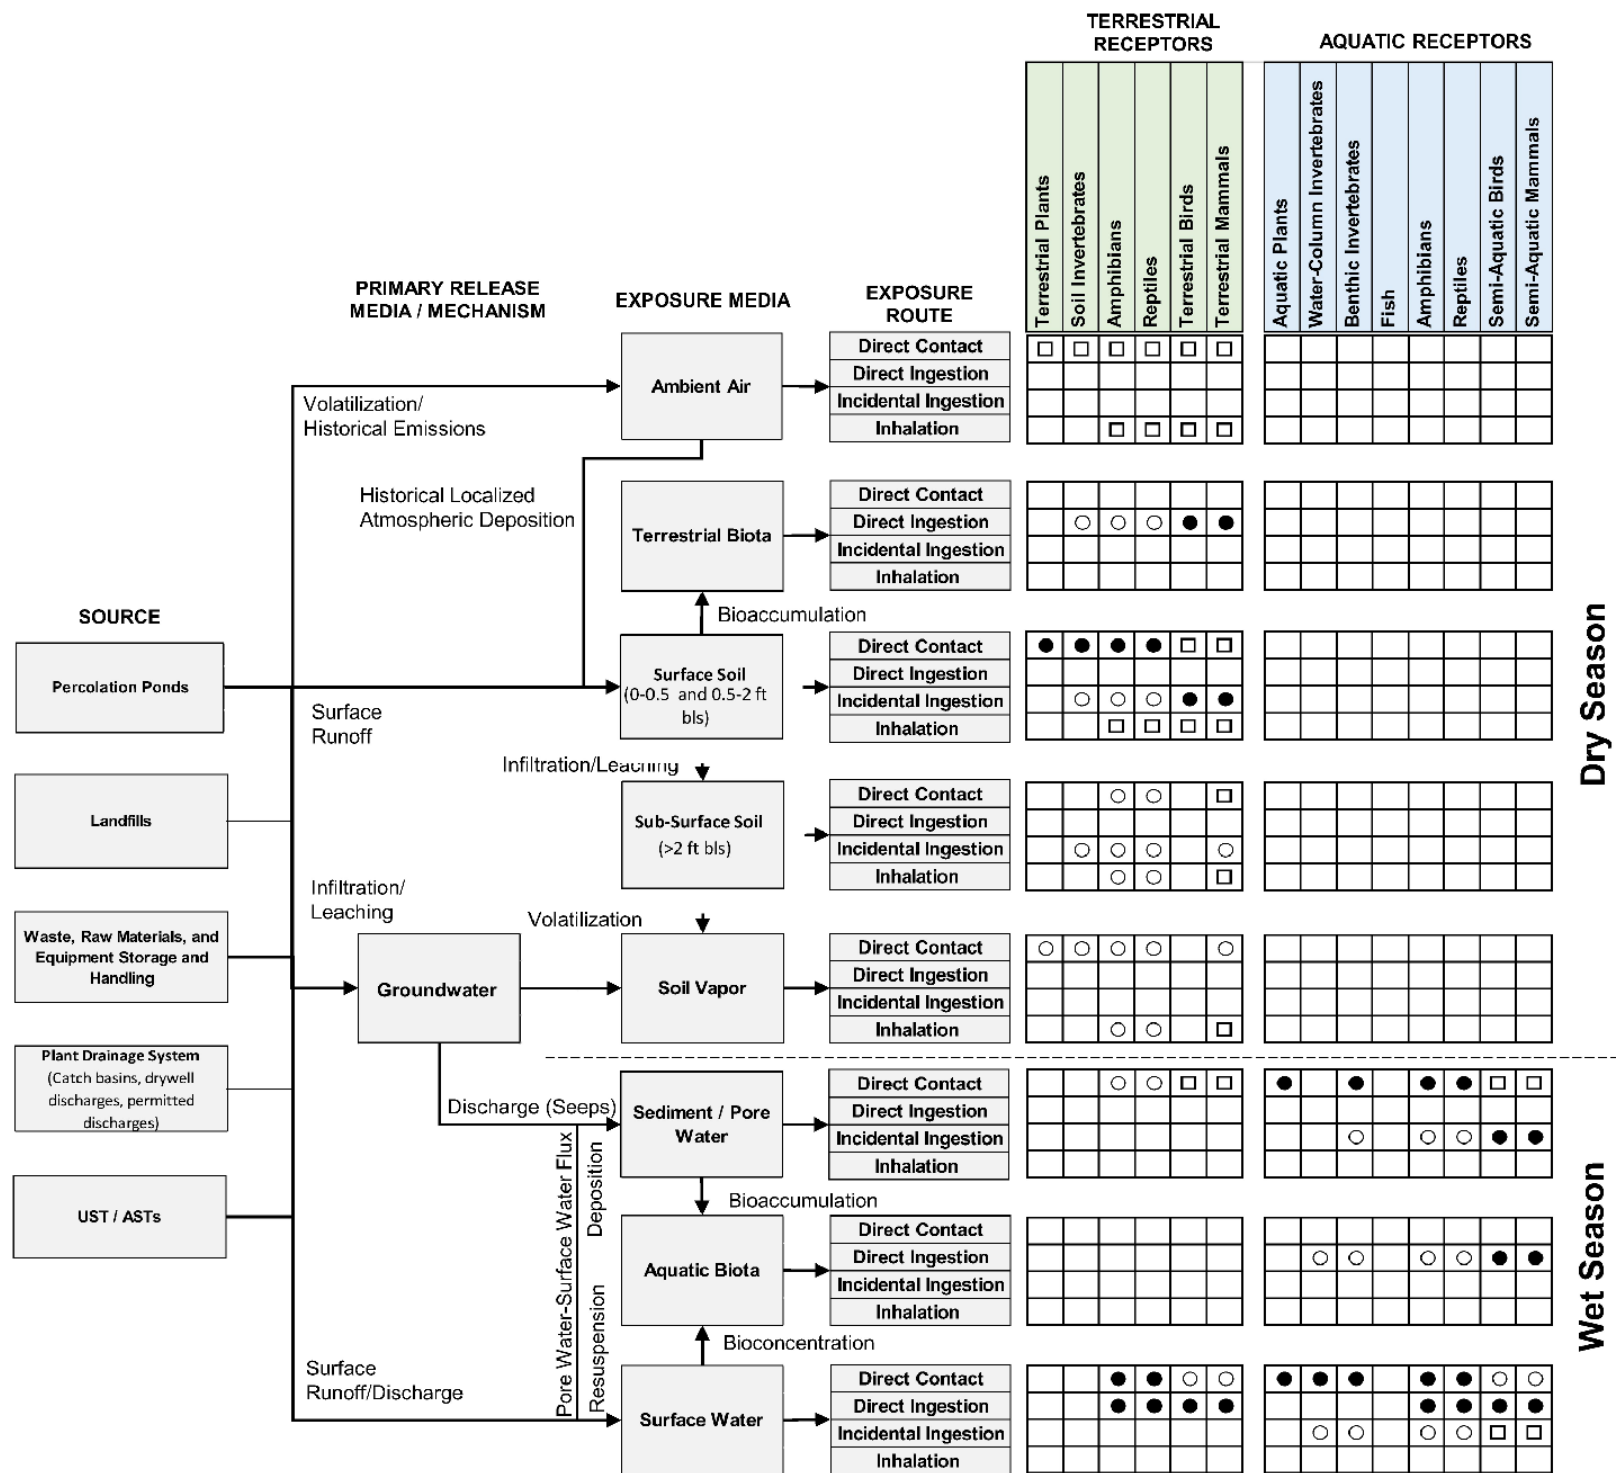 TERRESTRIAL
RECEPTORS
AQUATIC RECEPTORS
Terrestrial Plants
Soil Invertebrates
Amphibians
Reptiles
Terrestrial Birds
Terrestrial Mammals
Aquatic Plants
Water-Column Invertebrates
Benthic Invertebrates
Fish
Amphibians
Reptiles
Semi-Aquatic Birds
Semi-Aquatic Mammals
PRIMARY RELEASE
MEDIA / MECHANISM
EXPOSURE MEDIA
EXPOSURE
ROUTE
Volatilization/
Historical Emissions
Ambient Air
Direct Contact
Direct Ingestion
Incidental Ingestion
Inhalation
Historical Localized
Atmospheric Deposition
Terrestrial Biota
Direct Contact
Direct Ingestion
Incidental Ingestion
Inhalation
Bioaccumulation
SOURCE
Percolation Ponds
Surface
Runoff
Surface Soil
(0-0.5 and 0.5-2 ft
bls)
Direct Contact
Direct Ingestion
Incidental Ingestion
Inhalation
Dry Season
Infiltration/Leaching
Landfills
Sub-Surface Soil
(>2 ft bls)
Direct Contact
Direct Ingestion
Incidental Ingestion
Inhalation
Infiltration/
Leaching
Volatilization
Waste, Raw Materials, and
Equipment Storage and
Handling
Groundwater
Soil Vapor
Direct Contact
Direct Ingestion
Incidental Ingestion
Inhalation
Plant Drainage System
(Catch basins, drywell
discharges, permitted
discharges)
Discharge (Seeps)
Sediment / Pore
Water
Direct Contact
Direct Ingestion
Incidental Ingestion
Inhalation
Pore Water-Surface Water Flux
Deposition
Resuspension
Bioaccumulation
UST / ASTs
Aquatic Biota
Direct Contact
Direct Ingestion
Incidental Ingestion
Inhalation
Wet Season
Bioconcentration
Surface
Runoff/Discharge
Surface Water
Direct Contact
Direct Ingestion
Incidental Ingestion
Inhalation